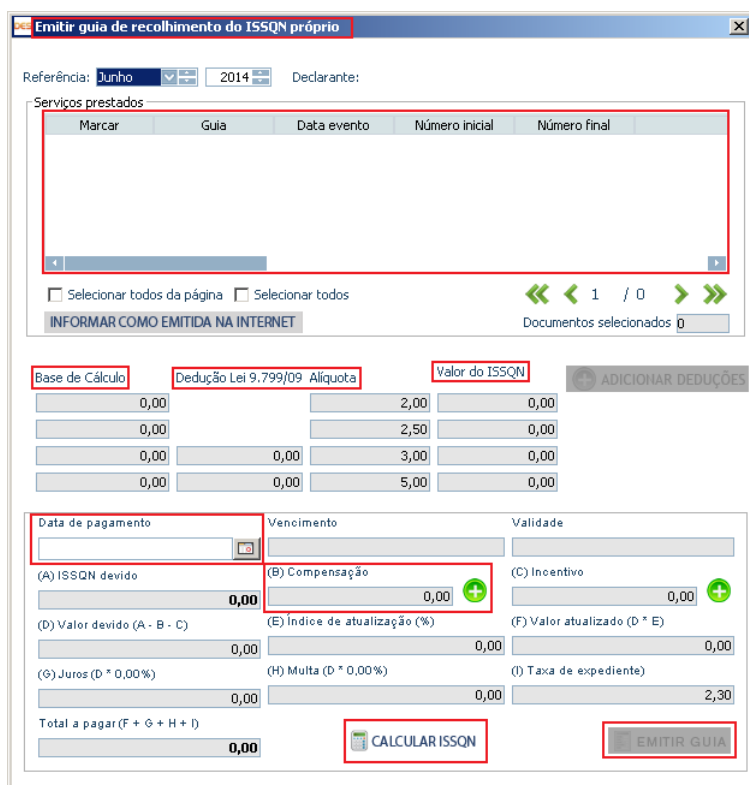 DES Emitir guia de recolhimento do ISSQN próprio
Referência: Junho 2014 Declarante:
Serviços prestados
Marcar Guia Data evento Número inicial Número final
Selecionar todos da página Selecionar todos 1 / 0
INFORMAR COMO EMITIDA NA INTERNET Documentos selecionados 0
Base de Cálculo Dedução Lei 9.799/09 Alíquota Valor do ISSQN ADICIONAR DEDUÇÕES
0,00 2,00 0,00
0,00 2,50 0,00
0,00 0,00 3,00 0,00
0,00 0,00 5,00 0,00
Data de pagamento Vencimento Validade
(A) ISSQN devido (B) Compensação (C) Incentivo
0,00 0,00 0,00
(D) Valor devido (A - B - C) (E) Índice de atualização (%) (F) Valor atualizado (D * E)
0,00 0,00 0,00
(G) Juros (D * 0,00%) (H) Multa (D * 0,00%) (I) Taxa de expediente)
0,00 0,00 2,30
Total a pagar (F + G + H + I)
0,00 CALCULAR ISSQN EMITIR GUIA